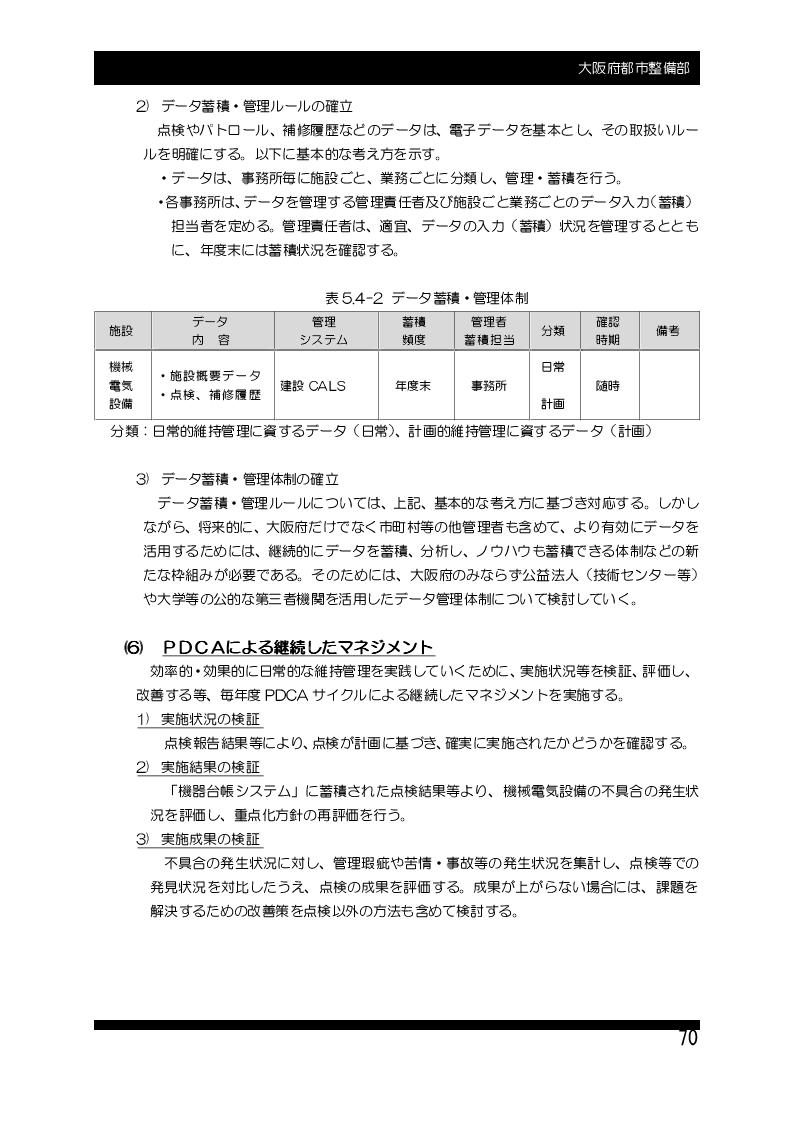 大阪府都市整備部
2) データ蓄積・管理ルールの確立
点検やパトロール、補修履歴などのデータは、電子データを基本とし、その取扱いルー
ルを明確にする。以下に基本的な考え方を示す。
・データは、事務所毎に施設ごと、業務ごとに分類し、管理・蓄積を行う。
・各事務所は、データを管理する管理責任者及び施設ごと業務ごとのデータ入力（蓄積）
担当者を定める。管理責任者は、適宜、データの入力（蓄積）状況を管理するととも
に、年度末には蓄積状況を確認する。
表 5.4-2 データ蓄積・管理体制
施設 データ 内　容 管理 システム 蓄積 頻度 管理者 蓄積担当 分類 確認 時期 備考
機械 電気 設備 ・施設概要データ ・点検、補修履歴 建設 CALS 年度末 事務所 日常 計画 随時
分類：日常的維持管理に資するデータ（日常）、計画的維持管理に資するデータ（計画）
3) データ蓄積・管理体制の確立
データ蓄積・管理ルールについては、上記、基本的な考え方に基づき対応する。しかし
ながら、将来的に、大阪府だけでなく市町村等の他管理者も含めて、より有効にデータを
活用するためには、継続的にデータを蓄積、分析し、ノウハウも蓄積できる体制などの新
たな枠組みが必要である。そのためには、大阪府のみならず公益法人（技術センター等）
や大学等の公的な第三者機関を活用したデータ管理体制について検討していく。
(6) ＰＤＣＡによる継続したマネジメント
効率的・効果的に日常的な維持管理を実践していくために、実施状況等を検証、評価し、
改善する等、毎年度 PDCA サイクルによる継続したマネジメントを実施する。
1) 実施状況の検証
点検報告結果等により、点検が計画に基づき、確実に実施されたかどうかを確認する。
2) 実施結果の検証
「機器台帳システム」に蓄積された点検結果等より、機械電気設備の不具合の発生状
況を評価し、重点化方針の再評価を行う。
3) 実施成果の検証
不具合の発生状況に対し、管理瑕疵や苦情・事故等の発生状況を集計し、点検等での
発見状況を対比したうえ、点検の成果を評価する。成果が上がらない場合には、課題を
解決するための改善策を点検以外の方法も含めて検討する。
70